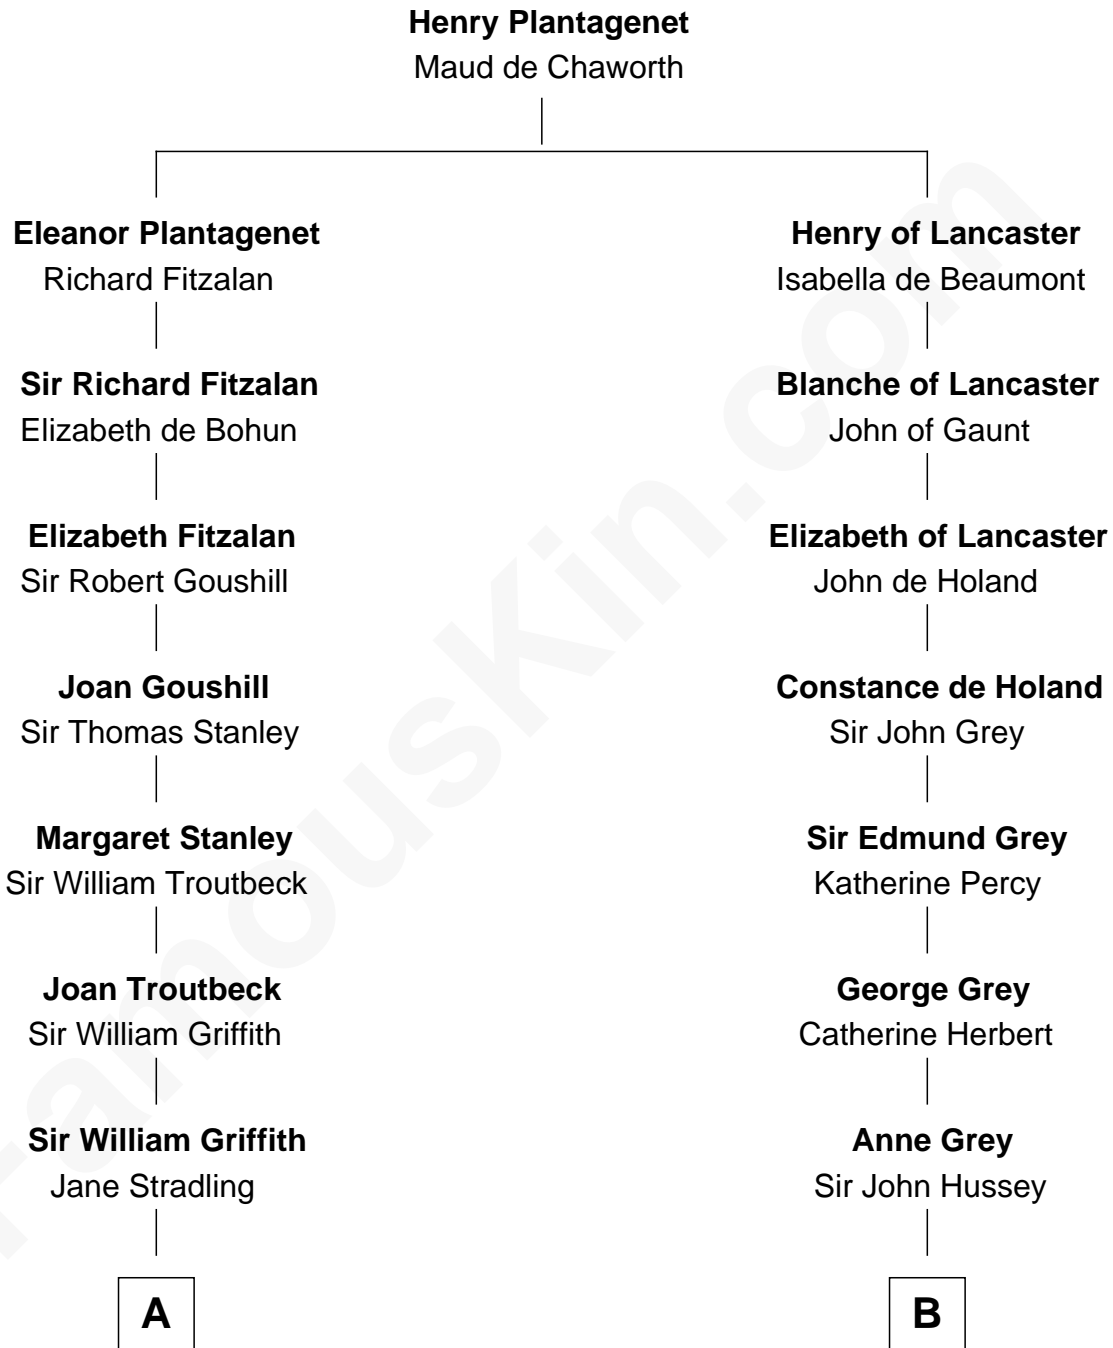 Henry Plantagenet
Maud de Chaworth
Eleanor Plantagenet
Richard Fitzalan
Henry of Lancaster
Isabella de Beaumont
Sir Richard Fitzalan
Elizabeth de Bohun
Blanche of Lancaster
John of Gaunt
Elizabeth Fitzalan
Sir Robert Goushill
Elizabeth of Lancaster
John de Holand
Joan Goushill
Sir Thomas Stanley
Constance de Holand
Sir John Grey
Margaret Stanley
Sir William Troutbeck
Sir Edmund Grey
Katherine Percy
Joan Troutbeck
Sir William Griffith
George Grey
Catherine Herbert
Sir William Griffith
Jane Stradling
Anne Grey
Sir John Hussey
A
B
FamousKin.com